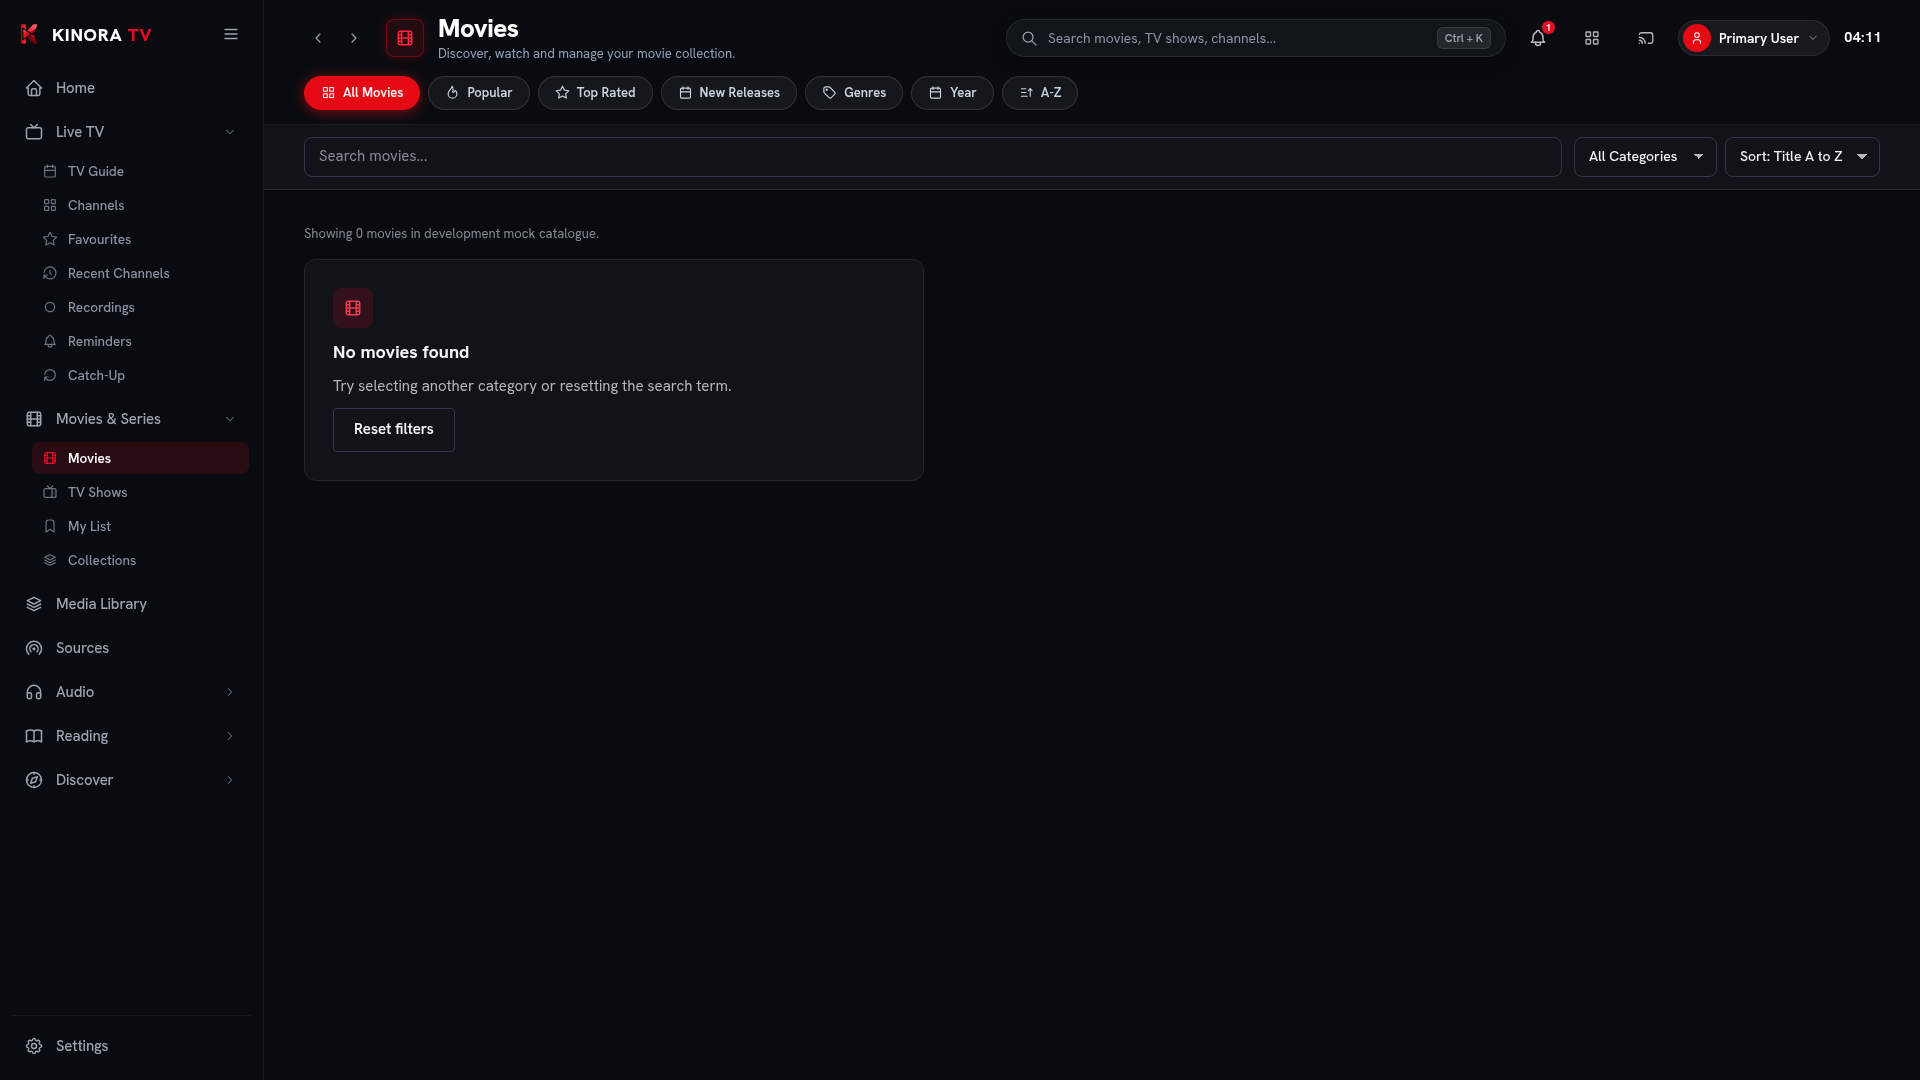 KINORA TV
Home
Live TV
TV Guide
Channels
Favourites
Recent Channels
Recordings
Reminders
Catch-Up
Movies & Series
Movies
TV Shows
My List
Collections
Media Library
Sources
Audio
Reading
Discover
Settings
Movies
Discover, watch and manage your movie collection.
Search movies, TV shows, channels...
Ctrl + K
1
Primary User
04:11
All Movies
Popular
Top Rated
New Releases
Genres
Year
A-Z
Search movies...
All Categories
Sort: Title A to Z
Showing 0 movies in development mock catalogue.
No movies found
Try selecting another category or resetting the search term.
Reset filters